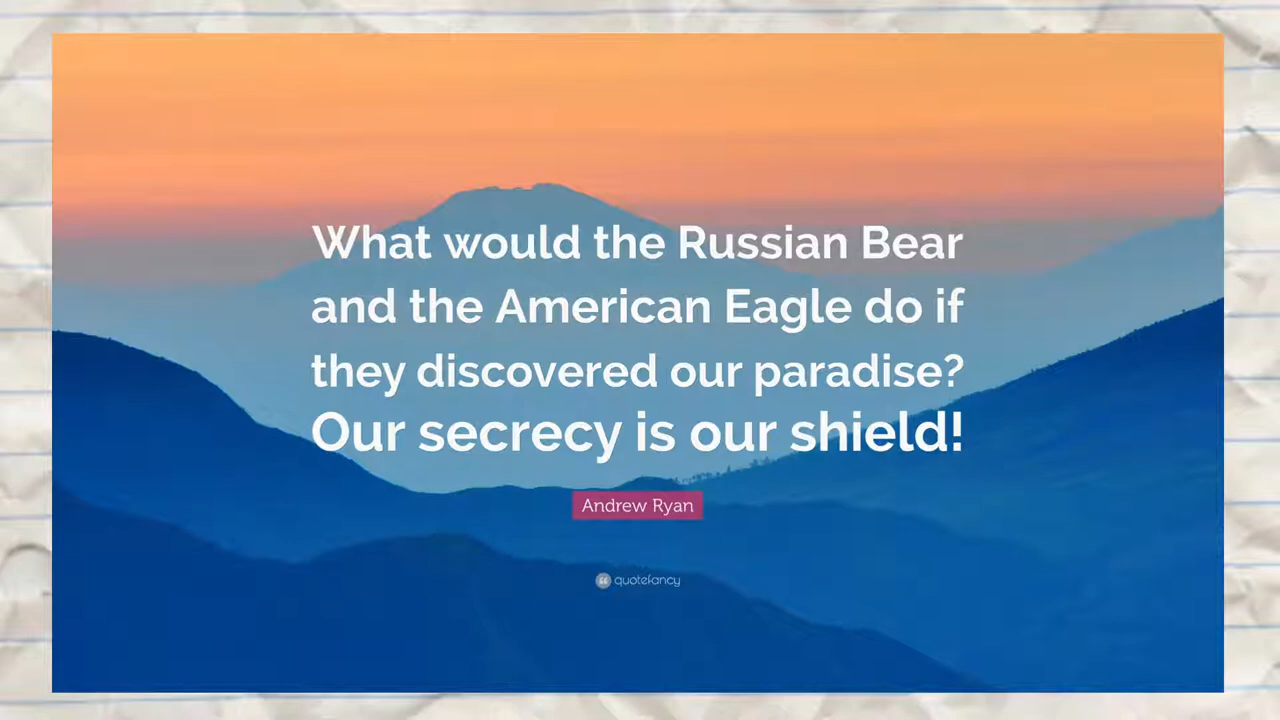 What would the Russian Bear
and the American Eagle do if
they discovered our paradise?
Our secrecy is our shield!
Andrew Ryan
quotefancy